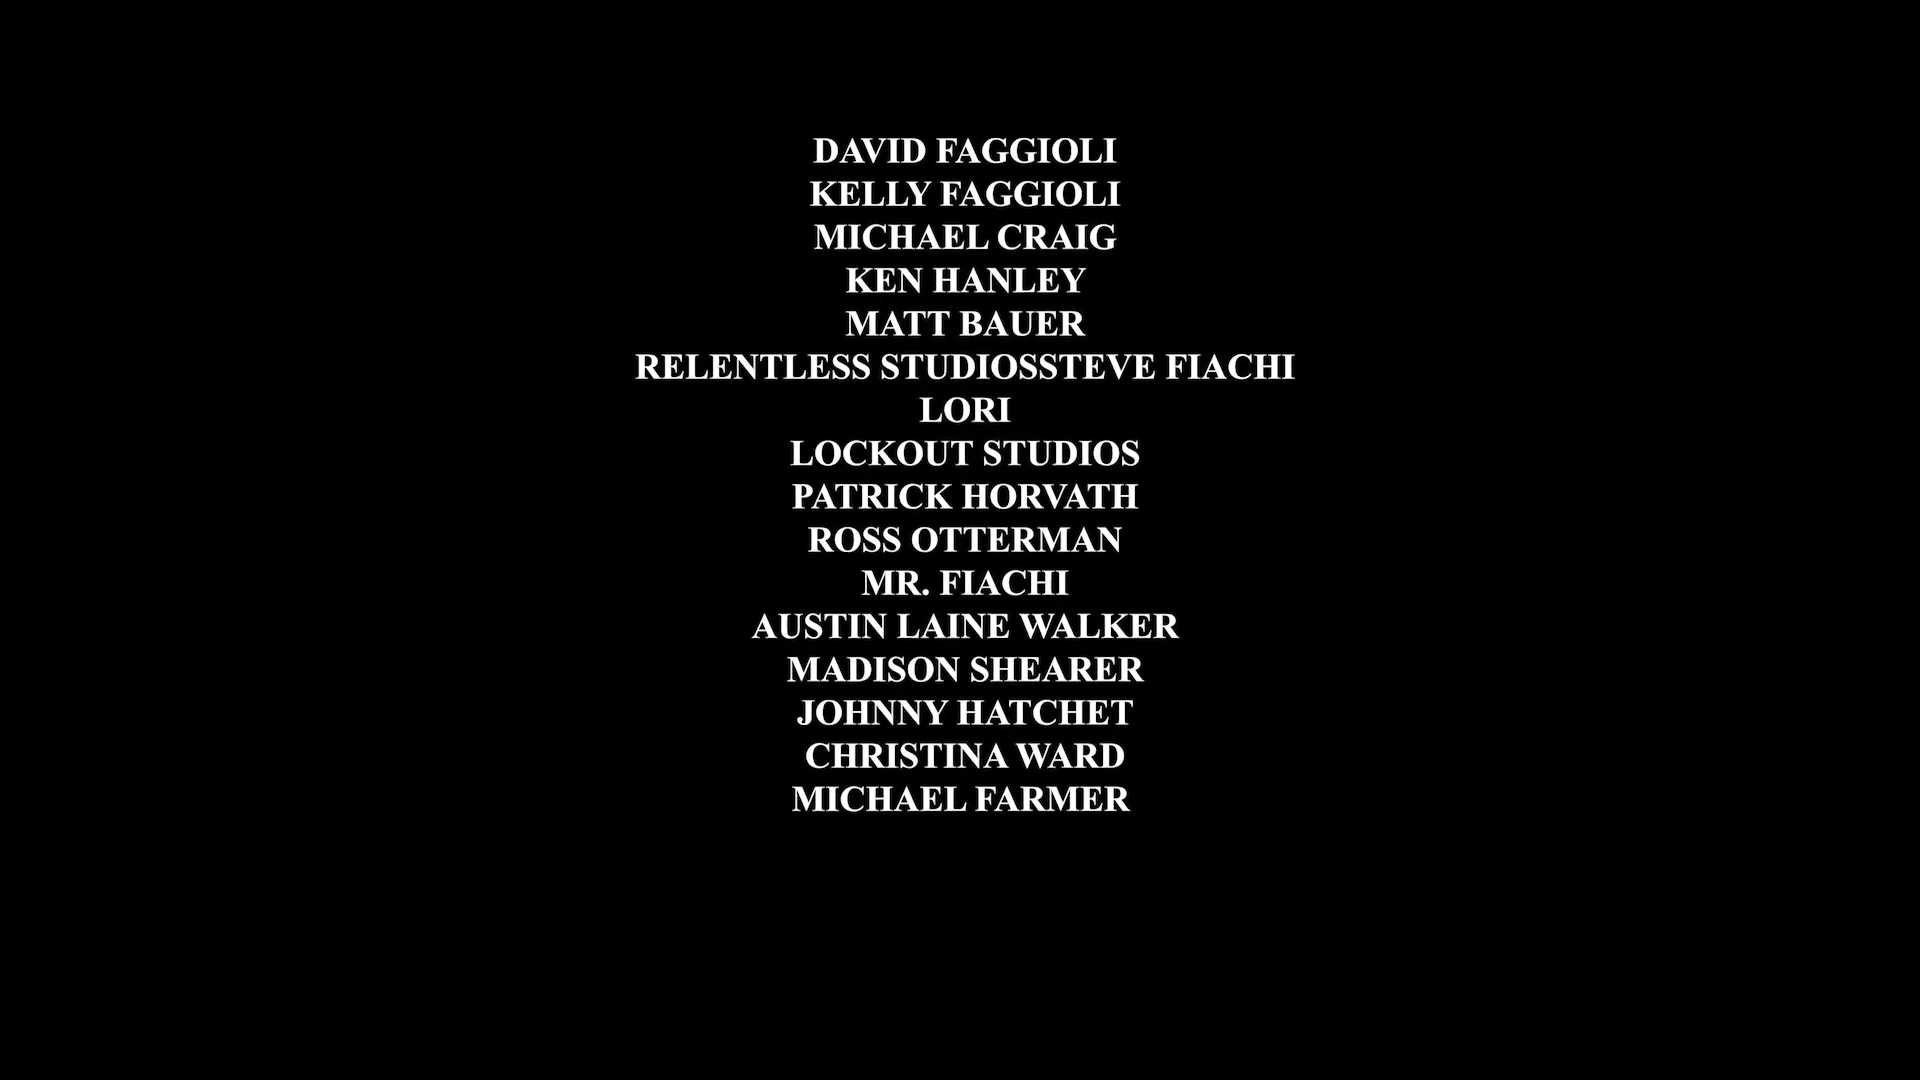 DAVID FAGGIOLI
KELLY FAGGIOLI
MICHAEL CRAIG
KEN HANLEY
MATT BAUER
RELENTLESS STUDIOSSTEVE FIACHI
LORI
LOCKOUT STUDIOS
PATRICK HORVATH
ROSS OTTERMAN
MR. FIACHI
AUSTIN LAINE WALKER
MADISON SHEARER
JOHNNY HATCHET
CHRISTINA WARD
MICHAEL FARMER